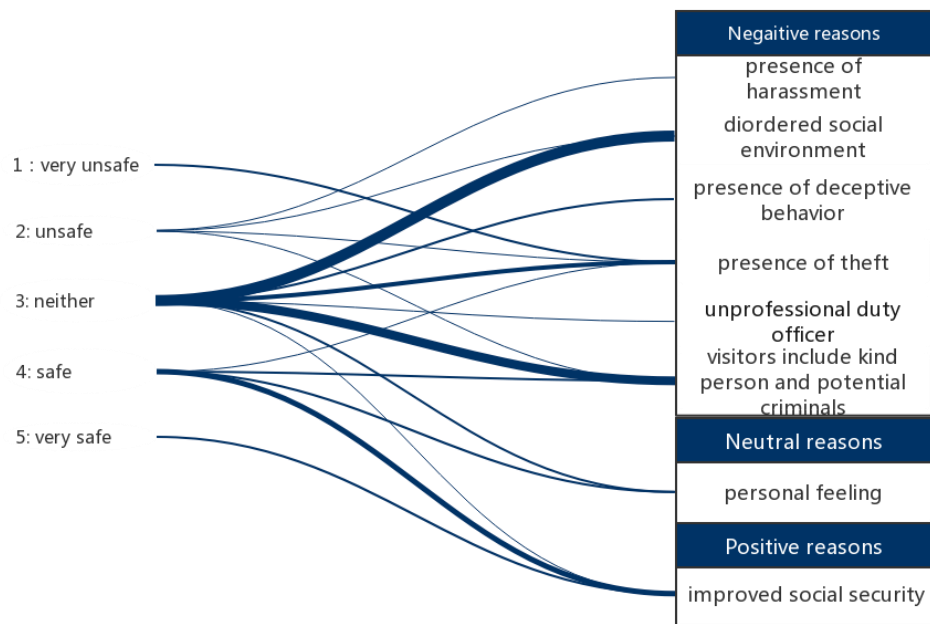 Negaitive reasons
presence of
harassment
diordered social
environment
1 : very unsafe
presence of deceptive
behavior
2: unsafe
presence of theft
3: neither
unprofessional duty
officer
visitors include kind
person and potential
criminals
4: safe
5: very safe
Neutral reasons
personal feeling
Positive reasons
improved social security